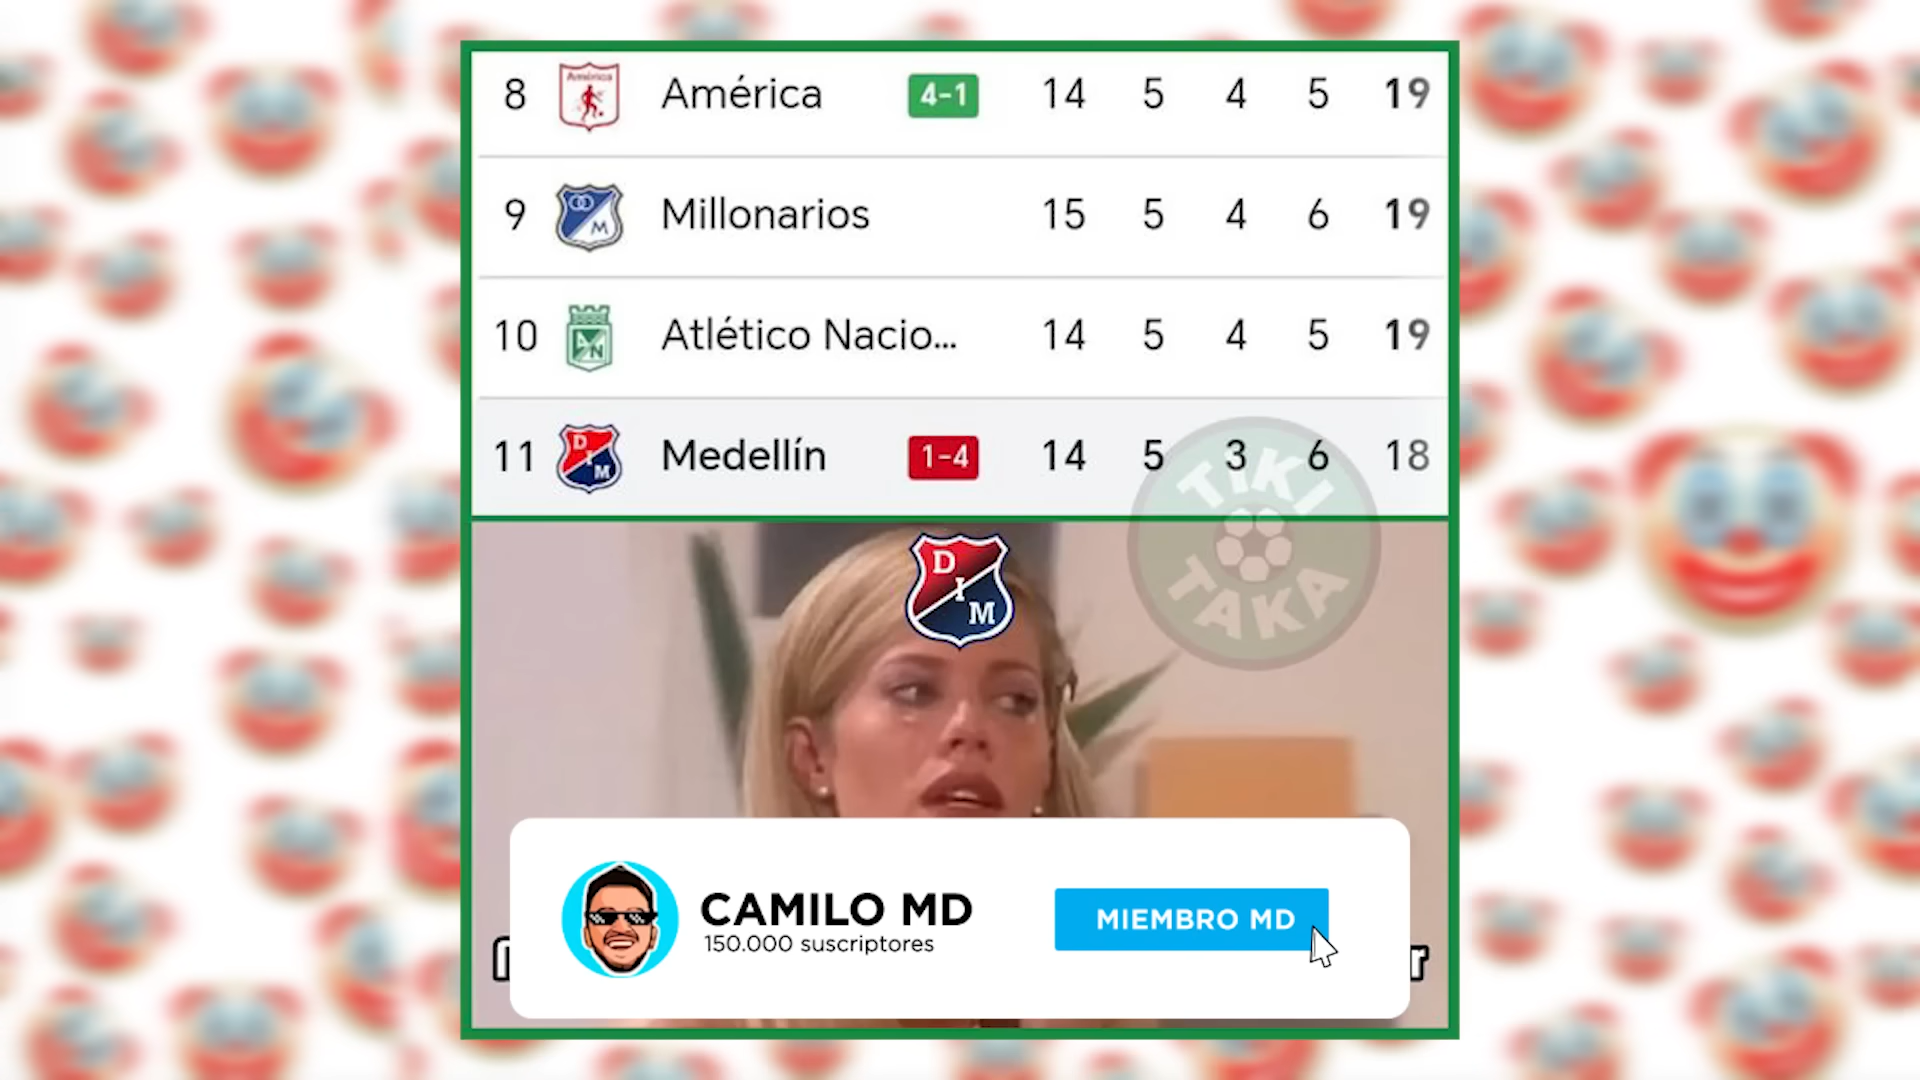 8 América 4-1 14 5 4 5 19
9 Millonarios 15 5 4 6 19
10 Atlético Nacio... 14 5 4 5 19
11 Medellín 1-4 14 5 3 6 18
TIKI
TAKA
D
I
M
CAMILO MD
150.000 suscriptores
MIEMBRO MD